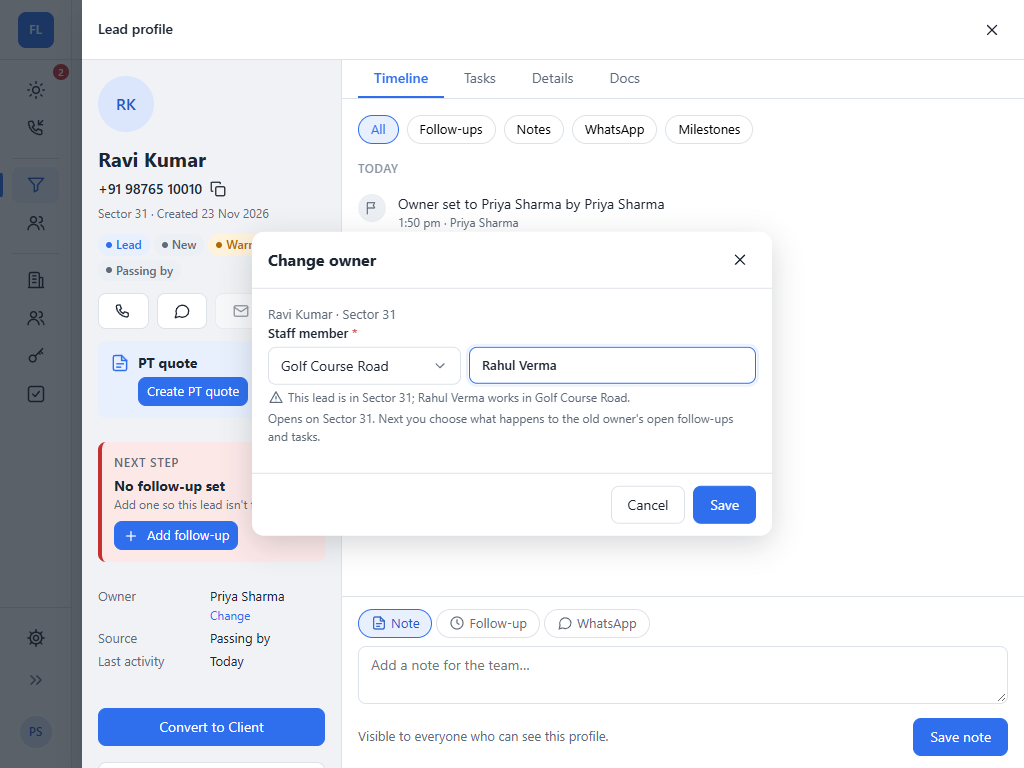 FL
2
Lead profile
RK
Ravi Kumar
+91 98765 10010
Sector 31 · Created 23 Nov 2026
Lead
New
Passing by
PT quote
Create PT quote
NEXT STEP
No follow-up set
Add one so this lead isn't
Add follow-up
Owner
Priya Sharma
Change
Source
Passing by
Last activity
Today
Convert to Client
PS
Timeline
Tasks
Details
Docs
All
Follow-ups
Notes
WhatsApp
Milestones
TODAY
Owner set to Priya Sharma by Priya Sharma
1:50 pm · Priya Sharma
Change owner
Ravi Kumar · Sector 31
Staff member *
Golf Course Road
Rahul Verma
This lead is in Sector 31; Rahul Verma works in Golf Course Road.
Opens on Sector 31. Next you choose what happens to the old owner's open follow-ups
and tasks.
Cancel
Save
Note
Follow-up
WhatsApp
Add a note for the team...
Visible to everyone who can see this profile.
Save note